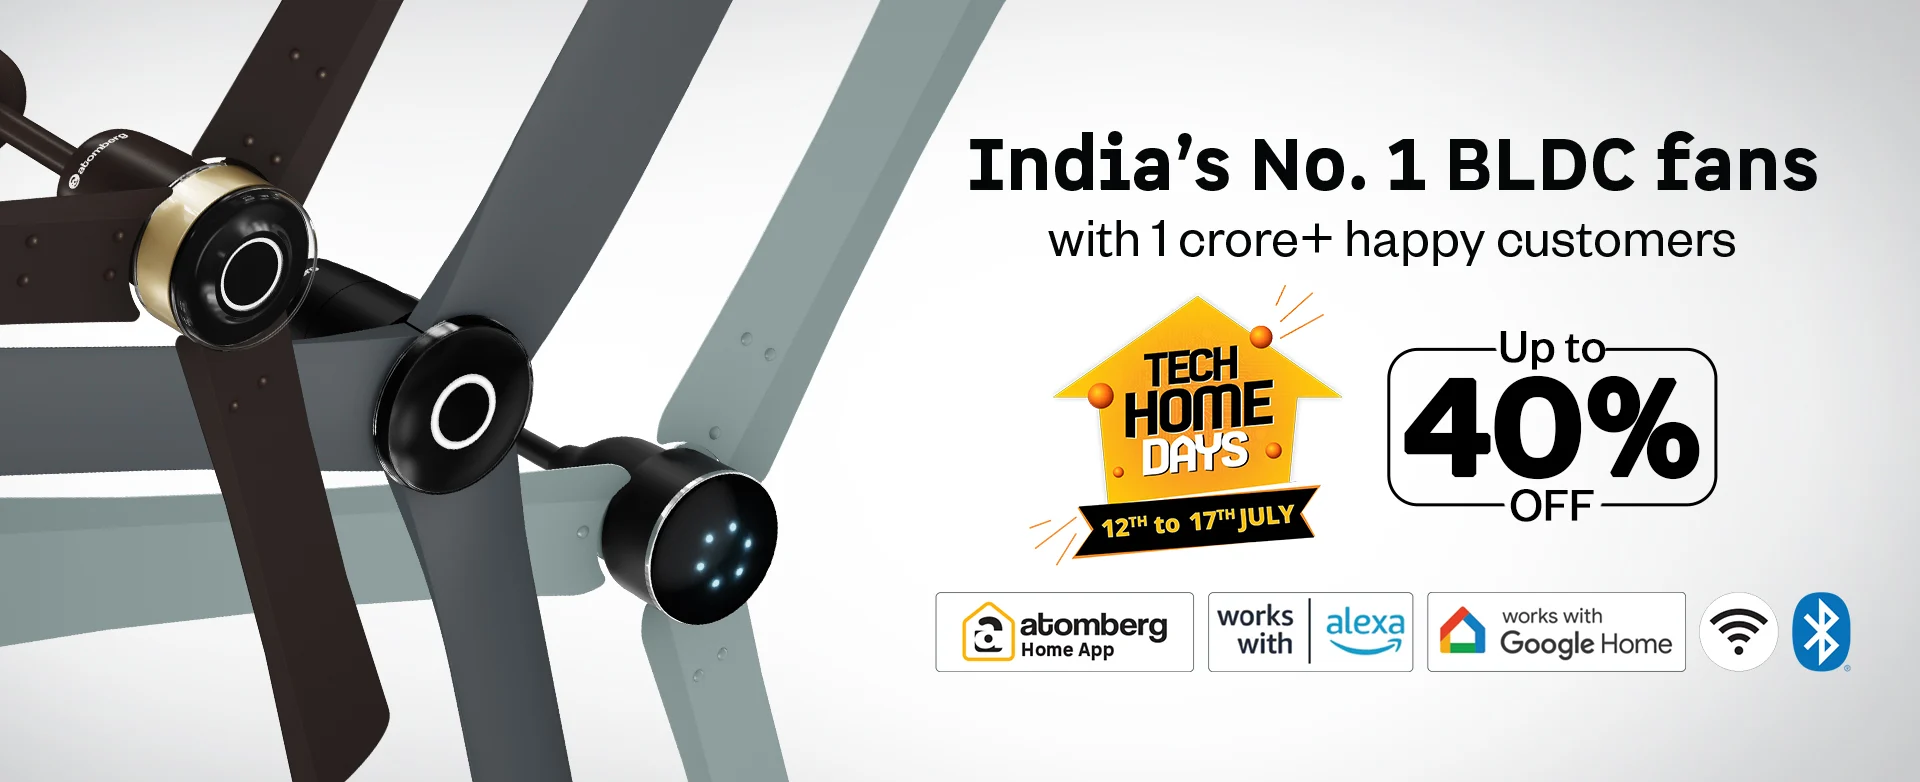 atomberg
India's No. 1 BLDC fans
with 1 crore+ happy customers
TECH
HOME
DAYS
12TH to 17TH JULY
Up to
40%
OFF
atomberg
Home App
works
with
alexa
works with
Google Home